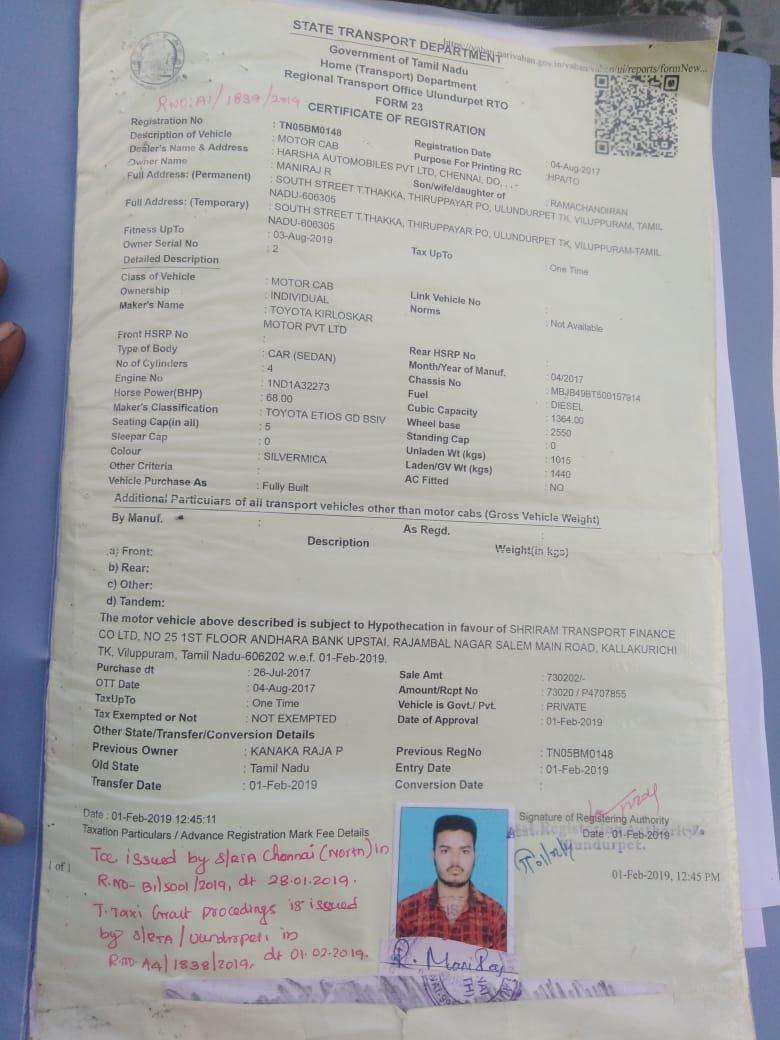 STATE TRANSPORT DEPARTMENT
https://vahan.parivahan.gov.in/vahan/vahan/ui/reports/formNew...
Government of Tamil Nadu
Home (Transport) Department
Regional Transport Office Ulundurpet RTO
FORM 23
R.NO:A1/1839/2019
CERTIFICATE OF REGISTRATION
Registration No : TN05BM0148 Registration Date : 04-Aug-2017
Description of Vehicle : MOTOR CAB Purpose For Printing RC :HPA/TO
Dealer's Name & Address : HARSHA AUTOMOBILES PVT LTD, CHENNAI, DO, , , -
Owner Name : MANIRAJ R Son/wife/daughter of : RAMACHANDIRAN
Full Address: (Permanent) : SOUTH STREET T.THAKKA, THIRUPPAYAR PO, ULUNDURPET TK, VILUPPURAM, TAMIL
NADU-606305
Full Address: (Temporary) : SOUTH STREET T.THAKKA, THIRUPPAYAR PO, ULUNDURPET TK, VILUPPURAM-TAMIL
NADU-606305
Fitness UpTo : 03-Aug-2019 Tax UpTo : One Time
Owner Serial No : 2
Detailed Description
Class of Vehicle : MOTOR CAB Link Vehicle No :
Ownership : INDIVIDUAL Norms : Not Available
Maker's Name : TOYOTA KIRLOSKAR
MOTOR PVT LTD
Front HSRP No : Rear HSRP No :
Type of Body : CAR (SEDAN) Month/Year of Manuf. : 04/2017
No of Cylinders : 4 Chassis No : MBJB49BT500157914
Engine No : 1ND1A32273 Fuel : DIESEL
Horse Power(BHP) : 68.00 Cubic Capacity : 1364.00
Maker's Classification : TOYOTA ETIOS GD BSIV Wheel base : 2550
Seating Cap(in all) : 5 Standing Cap : 0
Sleepar Cap : 0 Unladen Wt (kgs) : 1015
Colour : SILVERMICA Laden/GV Wt (kgs) : 1440
Other Criteria : AC Fitted : NO
Vehicle Purchase As : Fully Built
Additional Particulars of all transport vehicles other than motor cabs (Gross Vehicle Weight)
By Manuf. : As Regd. :
Description Weight(in kgs)
a) Front:
b) Rear:
c) Other:
d) Tandem:
The motor vehicle above described is subject to Hypothecation in favour of SHRIRAM TRANSPORT FINANCE
CO LTD, NO 25 1ST FLOOR ANDHARA BANK UPSTAI, RAJAMBAL NAGAR SALEM MAIN ROAD, KALLAKURICHI
TK, Viluppuram, Tamil Nadu-606202 w.e.f. 01-Feb-2019.
Purchase dt : 26-Jul-2017 Sale Amt : 730202/-
OTT Date : 04-Aug-2017 Amount/Rcpt No : 73020 / P4707855
TaxUpTo : One Time Vehicle is Govt./ Pvt. : PRIVATE
Tax Exempted or Not : NOT EXEMPTED Date of Approval : 01-Feb-2019
Other State/Transfer/Conversion Details
Previous Owner : KANAKA RAJA P Previous RegNo : TN05BM0148
Old State : Tamil Nadu Entry Date : 01-Feb-2019
Transfer Date : 01-Feb-2019 Conversion Date :
Date : 01-Feb-2019 12:45:11 Signature of Registering Authority
Taxation Particulars / Advance Registration Mark Fee Details Date : 01-Feb-2019
Registering Authority
Ulundurpet.
Tcc issued by S/RTA Chennai (North) in
R.NO- B1/5001/2019, dt 28.01.2019.
T.Taxi Grant procedings is issued
by S/RTA/Uundrpeti in
R.NO. A4/1838/2019, dt 01.02.2019.
1 of 1
01-Feb-2019, 12:45 PM
R. Maniraj